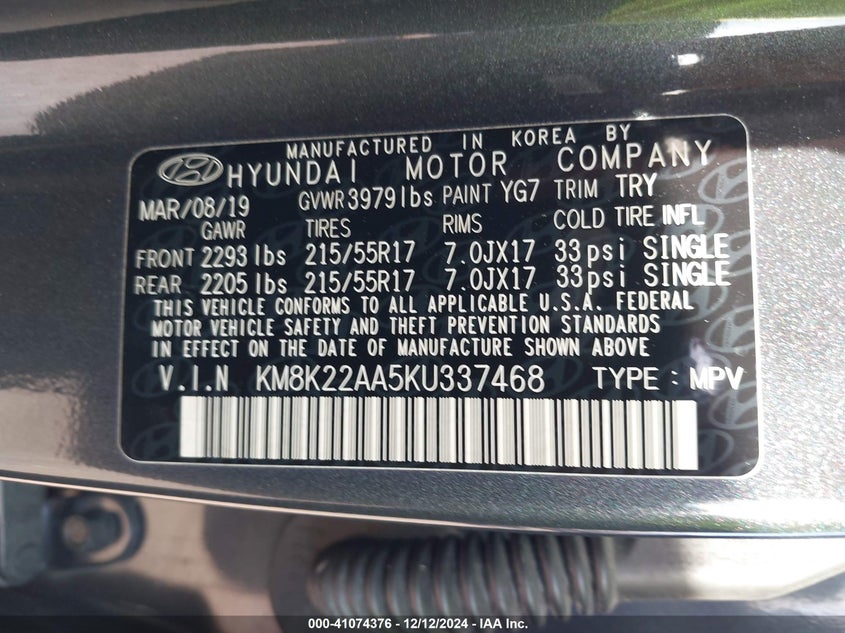 MANUFACTURED IN KOREA BY
HYUNDAI MOTOR COMPANY
MAR/08/19 GVWR 3979 lbs PAINT YG7 TRIM TRY
GAWR TIRES RIMS COLD TIRE INFL
FRONT 2293 lbs 215/55R17 7.0JX17 33psi SINGLE
REAR 2205 lbs 215/55R17 7.0JX17 33psi SINGLE
THIS VEHICLE CONFORMS TO ALL APPLICABLE U.S.A. FEDERAL
MOTOR VEHICLE SAFETY AND THEFT PREVENTION STANDARDS
IN EFFECT ON THE DATE OF MANUFACTURE SHOWN ABOVE
V.I.N KM8K22AA5KU337468 TYPE : MPV
000-41074376 - 12/12/2024 - IAA Inc.